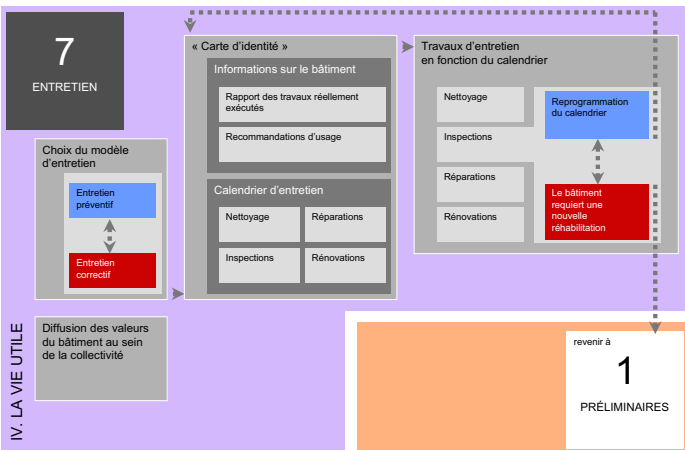 7
ENTRETIEN
Choix du modèle
d'entretien
Entretien
préventif
Entretien
correctif
Diffusion des valeurs
du bâtiment au sein
de la collectivité
IV. LA VIE UTILE
« Carte d'identité »
Informations sur le bâtiment
Rapport des travaux réellement
exécutés
Recommandations d'usage
Calendrier d'entretien
Nettoyage
Réparations
Inspections
Rénovations
Travaux d'entretien
en fonction du calendrier
Nettoyage
Inspections
Réparations
Rénovations
Reprogrammation
du calendrier
Le bâtiment
requiert une
nouvelle
réhabilitation
revenir à
1
PRÉLIMINAIRES